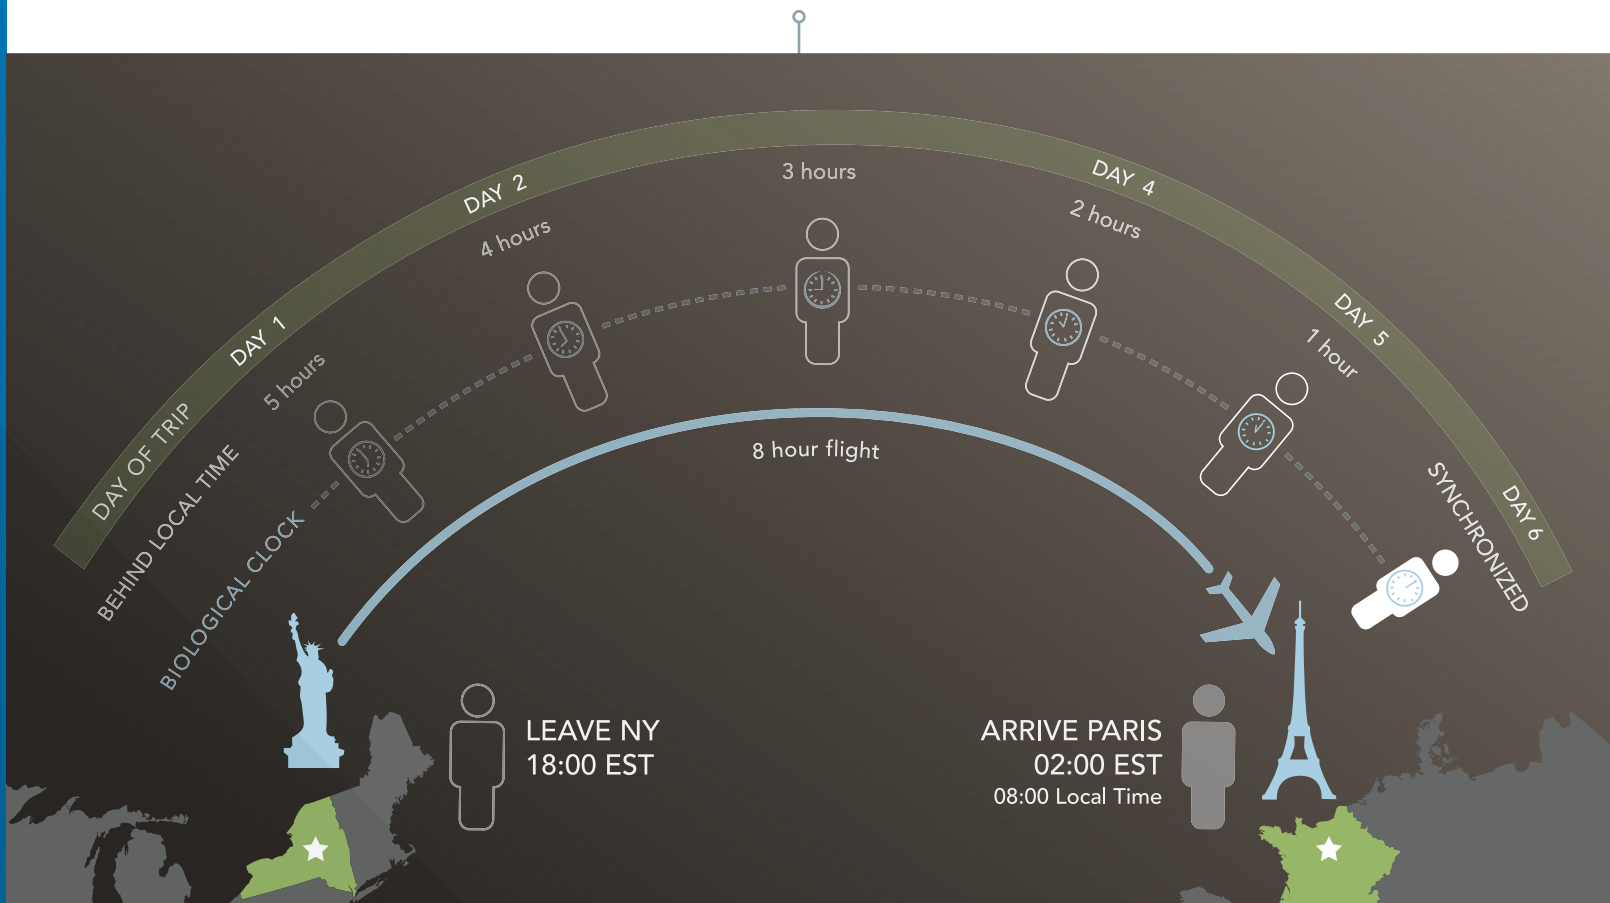 DAY OF TRIP
DAY 1
DAY 2
DAY 4
DAY 5
DAY 6
BEHIND LOCAL TIME
5 hours
4 hours
3 hours
2 hours
1 hour
SYNCHRONIZED
BIOLOGICAL CLOCK
8 hour flight
LEAVE NY
18:00 EST
ARRIVE PARIS
02:00 EST
08:00 Local Time